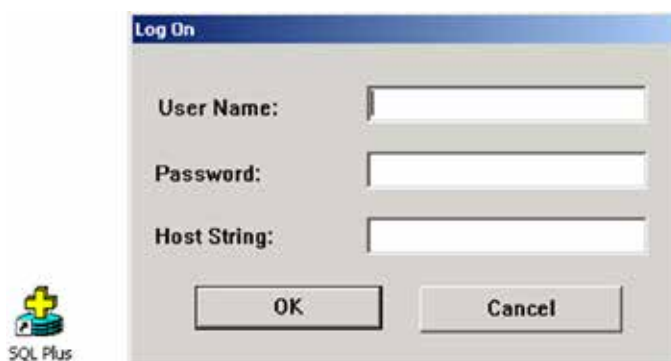 Log On
User Name:
Password:
Host String:
OK
Cancel
SQL Plus